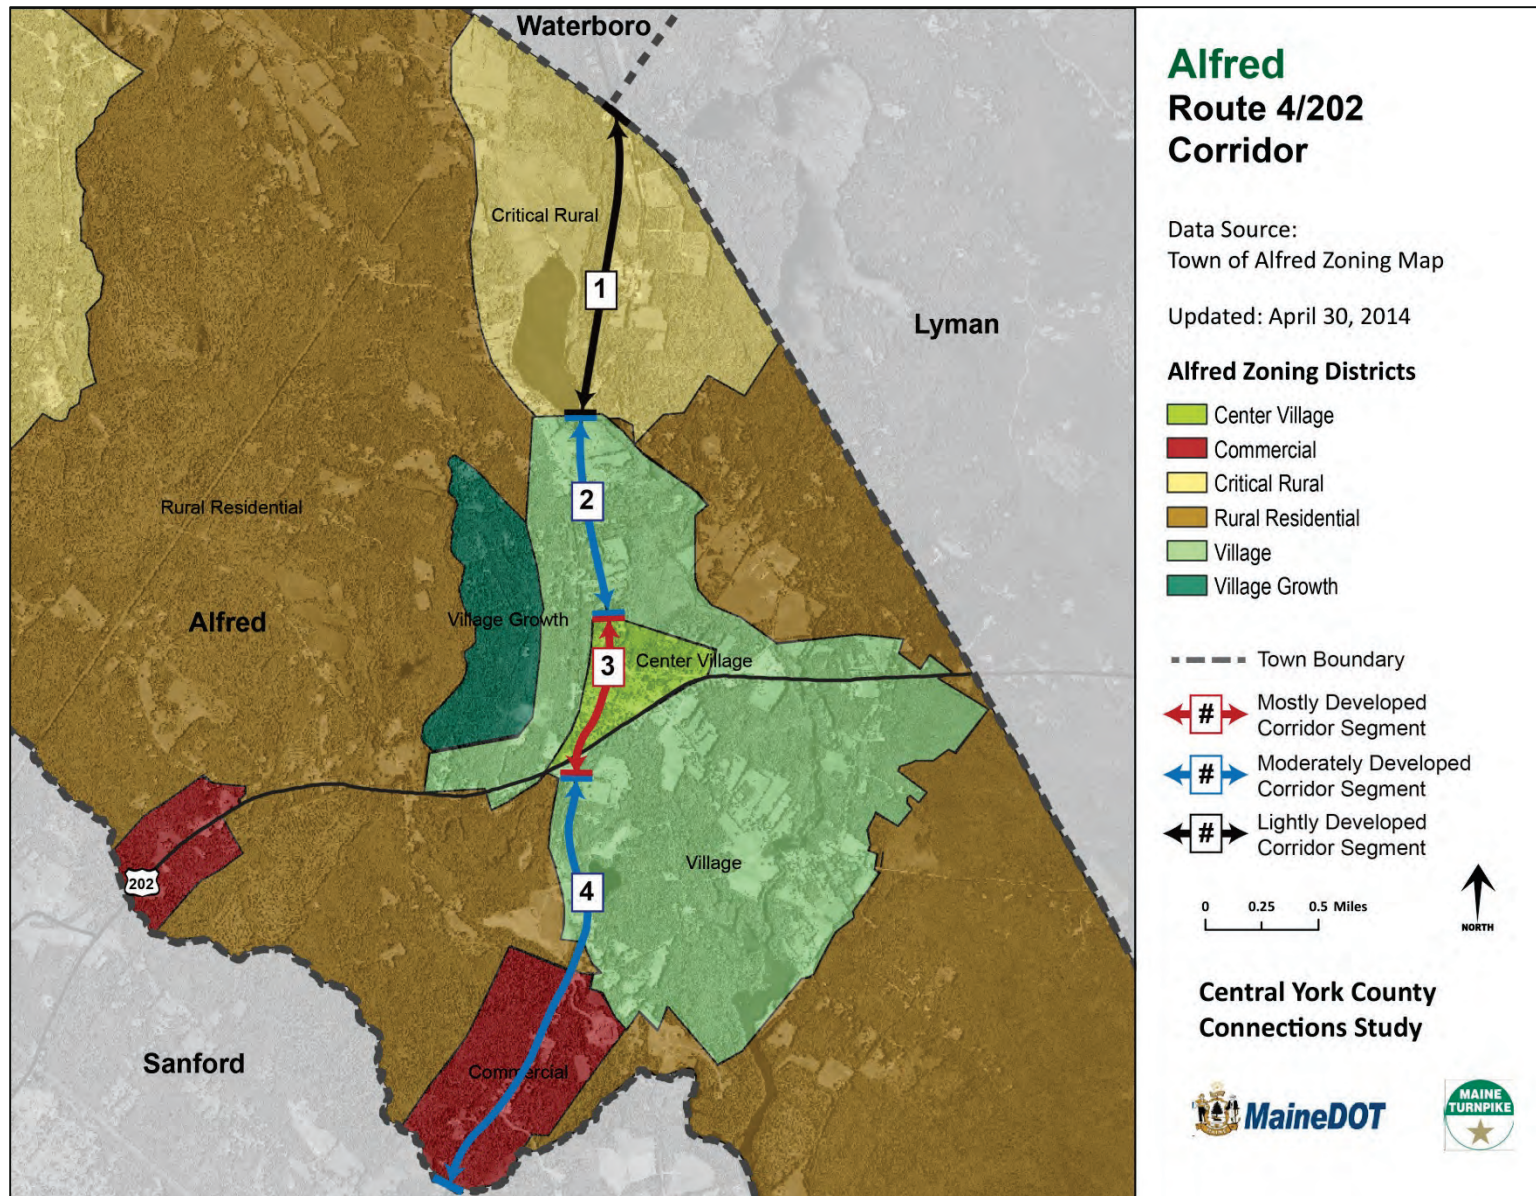 Waterboro
Critical Rural
1
Lyman
2
Rural Residential
Alfred
Village Growth
3
Center Village
202
4
Village
Commercial
Sanford
Alfred
Route 4/202
Corridor
Data Source:
Town of Alfred Zoning Map
Updated: April 30, 2014
Alfred Zoning Districts
Center Village
Commercial
Critical Rural
Rural Residential
Village
Village Growth
Town Boundary
# Mostly Developed
Corridor Segment
# Moderately Developed
Corridor Segment
# Lightly Developed
Corridor Segment
0 0.25 0.5 Miles
NORTH
Central York County
Connections Study
MaineDOT
MAINE
TURNPIKE